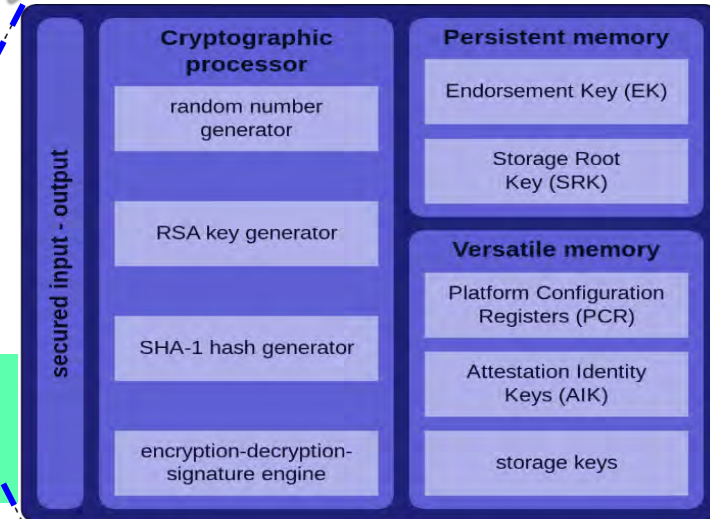 secured input - output
Cryptographic
processor
random number
generator
RSA key generator
SHA-1 hash generator
encryption-decryption-
signature engine
Persistent memory
Endorsement Key (EK)
Storage Root
Key (SRK)
Versatile memory
Platform Configuration
Registers (PCR)
Attestation Identity
Keys (AIK)
storage keys